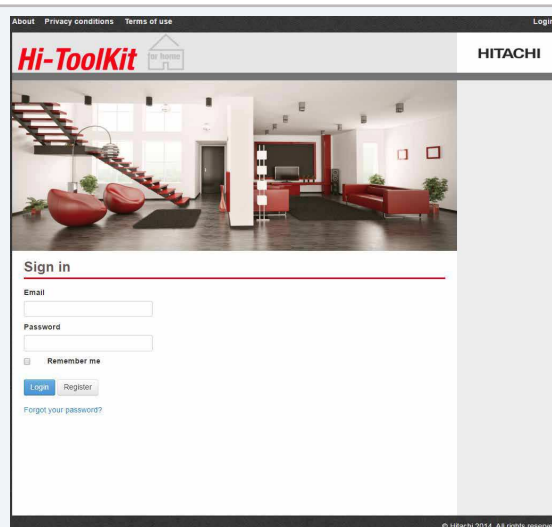 About Privacy conditions Terms of use Login
Hi-ToolKit for home HITACHI
Sign in
Email
Password
Remember me
Login Register
Forgot your password?
© Hitachi 2014. All rights reserve